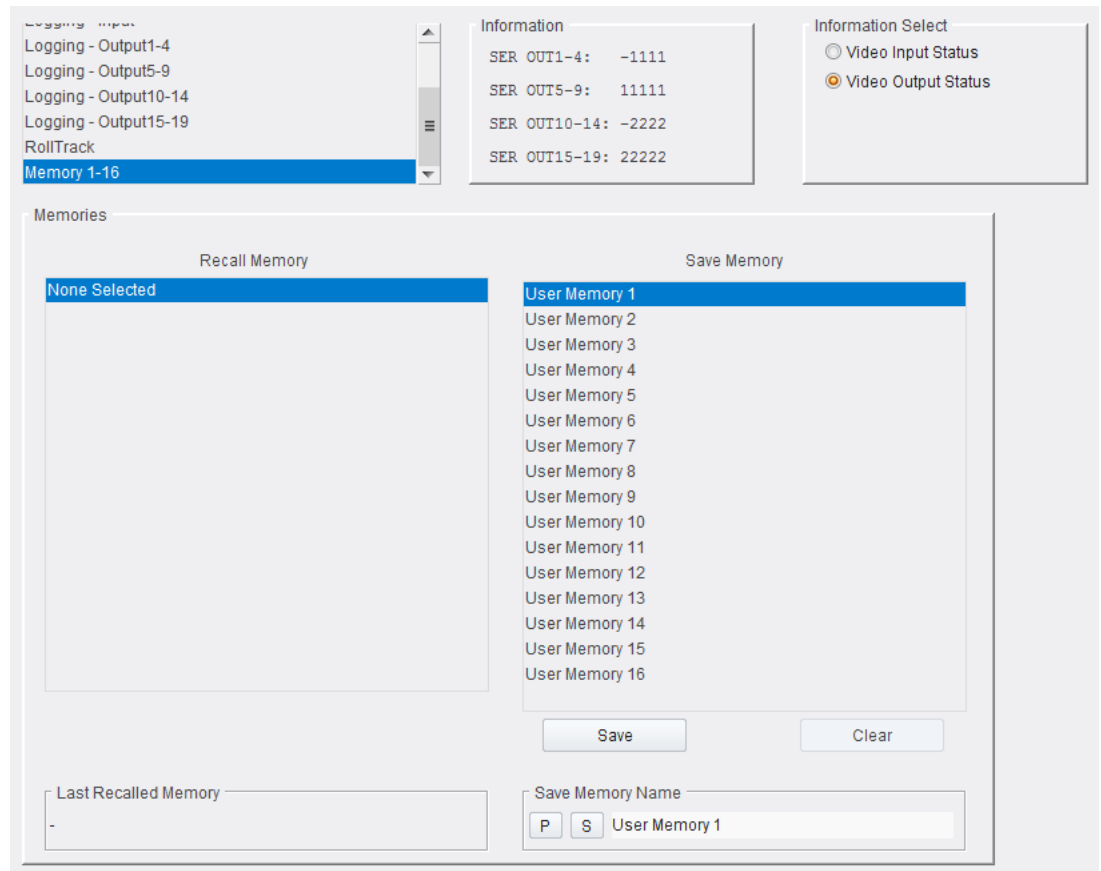 Logging - Input
Logging - Output1-4
Logging - Output5-9
Logging - Output10-14
Logging - Output15-19
RollTrack
Memory 1-16
Information
SER OUT1-4: -1111
SER OUT5-9: 11111
SER OUT10-14: -2222
SER OUT15-19: 22222
Information Select
Video Input Status
Video Output Status
Memories
Recall Memory
None Selected
Save Memory
User Memory 1
User Memory 2
User Memory 3
User Memory 4
User Memory 5
User Memory 6
User Memory 7
User Memory 8
User Memory 9
User Memory 10
User Memory 11
User Memory 12
User Memory 13
User Memory 14
User Memory 15
User Memory 16
Save
Clear
Last Recalled Memory
-
Save Memory Name
P S User Memory 1